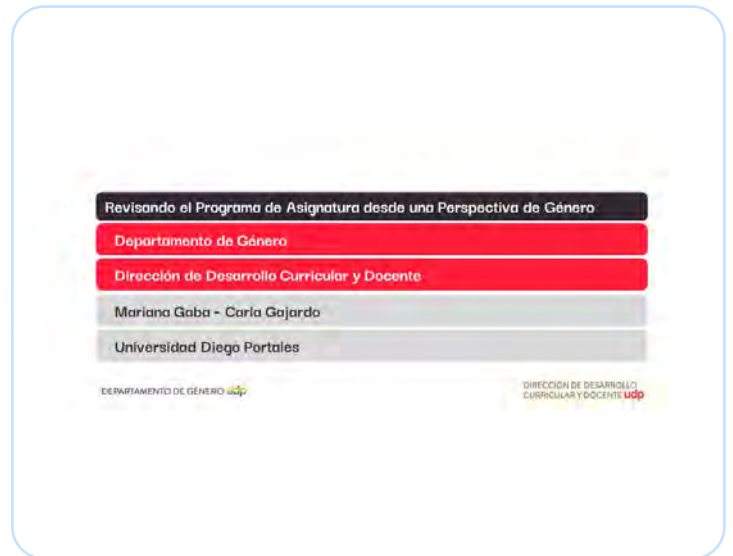 Revisando el Programa de Asignatura desde una Perspectiva de Género
Departamento de Género
Dirección de Desarrollo Curricular y Docente
Mariana Gaba - Carla Gajardo
Universidad Diego Portales
DEPARTAMENTO DE GÉNERO udp
DIRECCIÓN DE DESARROLLO
CURRICULAR Y DOCENTE udp